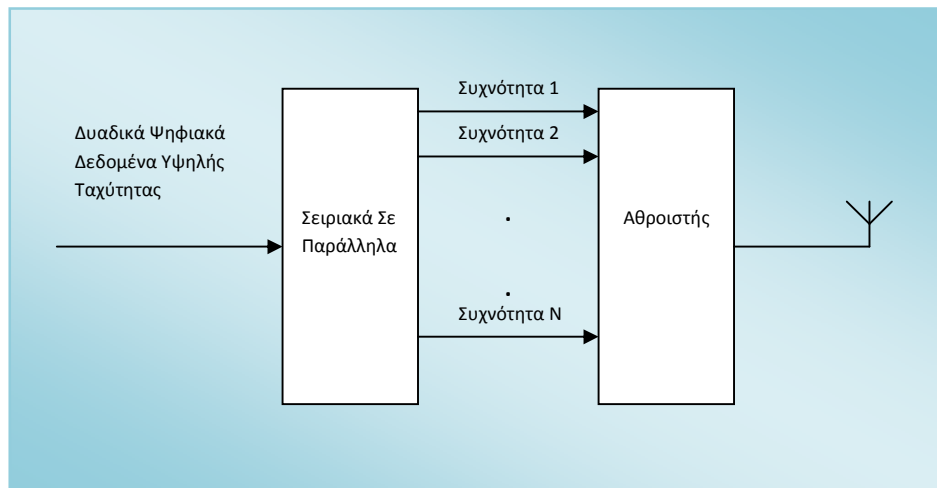 Συχνότητα 1
Δυαδικά Ψηφιακά
Δεδομένα Υψηλής
Ταχύτητας
Συχνότητα 2
Σειριακά Σε
Παράλληλα
.
Αθροιστής
.
Συχνότητα Ν